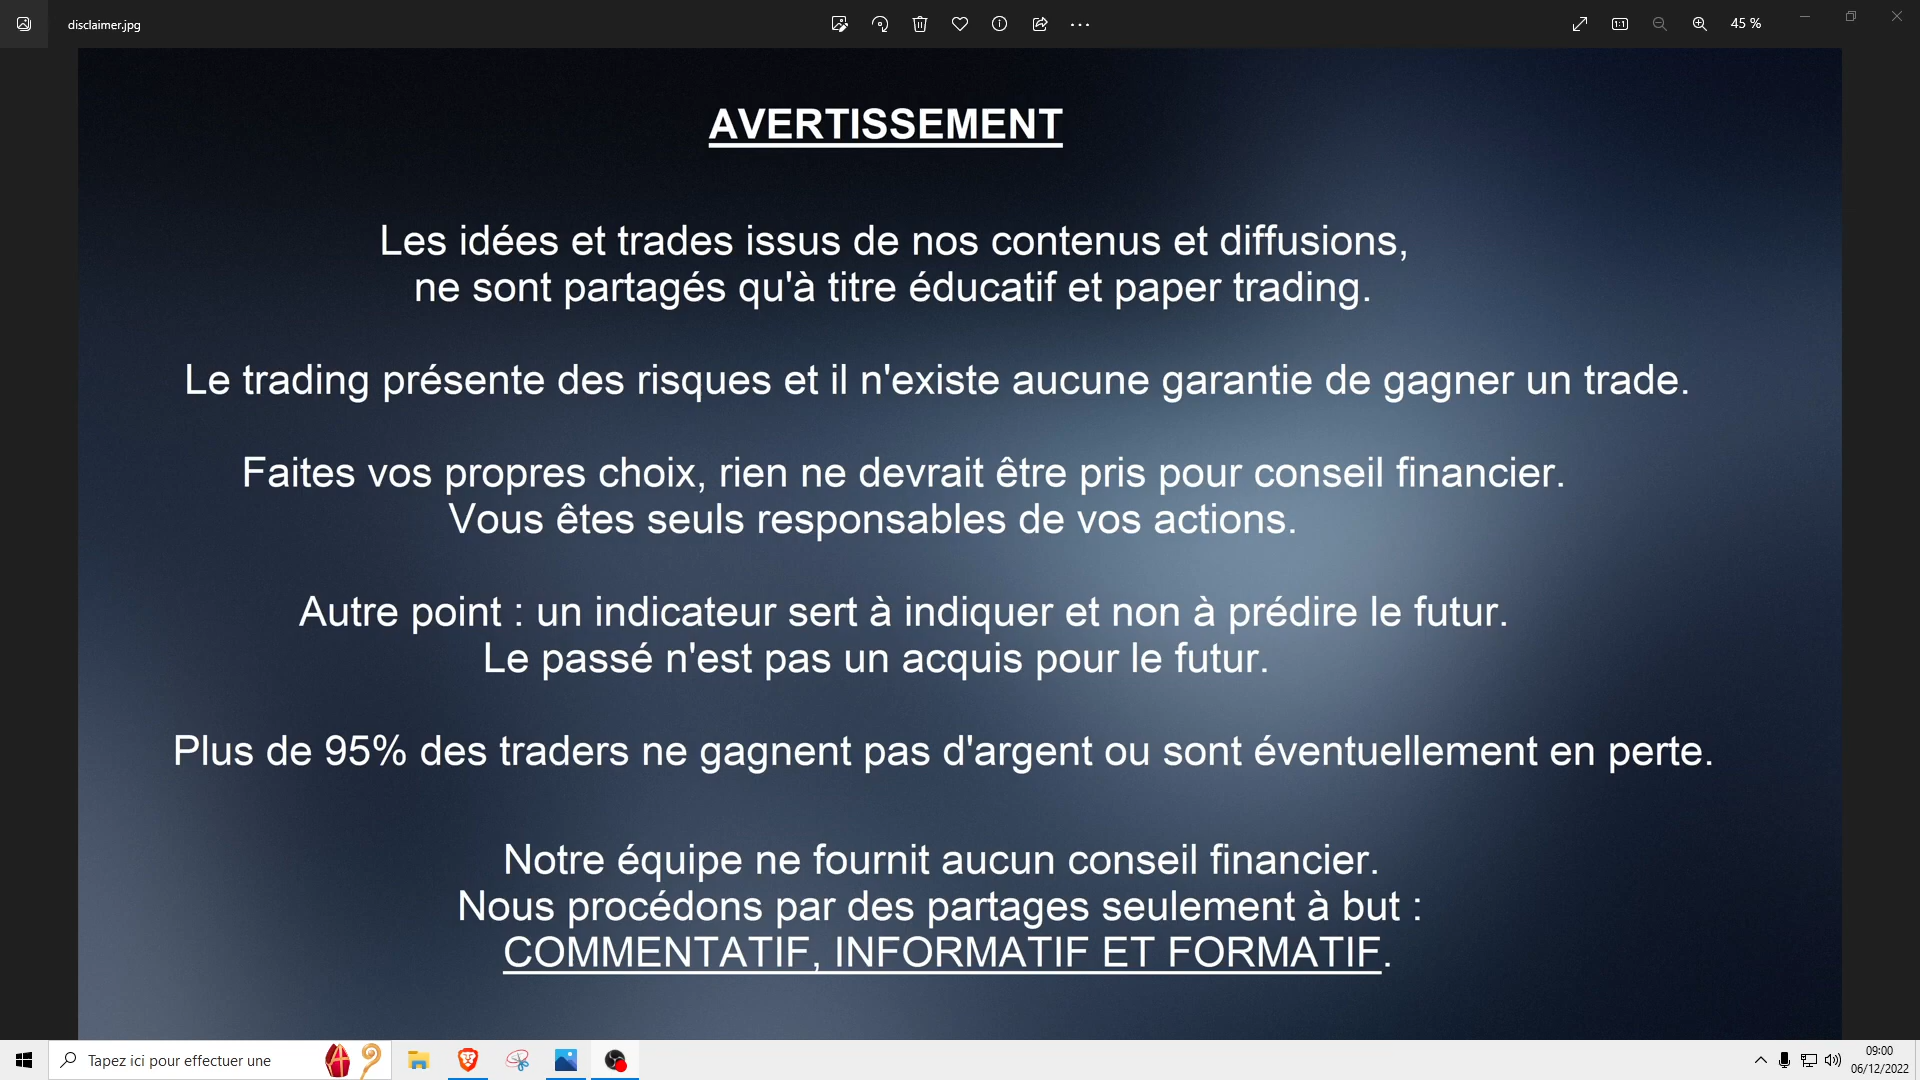 disclaimer.jpg
45 %
AVERTISSEMENT
Les idées et trades issus de nos contenus et diffusions,
ne sont partagés qu'à titre éducatif et paper trading.
Le trading présente des risques et il n'existe aucune garantie de gagner un trade.
Faites vos propres choix, rien ne devrait être pris pour conseil financier.
Vous êtes seuls responsables de vos actions.
Autre point : un indicateur sert à indiquer et non à prédire le futur.
Le passé n'est pas un acquis pour le futur.
Plus de 95% des traders ne gagnent pas d'argent ou sont éventuellement en perte.
Notre équipe ne fournit aucun conseil financier.
Nous procédons par des partages seulement à but :
COMMENTATIF, INFORMATIF ET FORMATIF.
Tapez ici pour effectuer une
09:00
06/12/2022